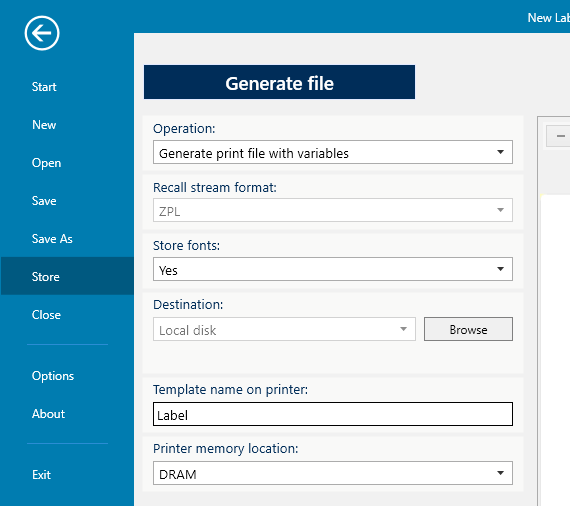 New Lab
Start
New
Open
Save
Save As
Store
Close
Options
About
Exit
Generate file
Operation:
Generate print file with variables
Recall stream format:
ZPL
Store fonts:
Yes
Destination:
Local disk
Browse
Template name on printer:
Label
Printer memory location:
DRAM